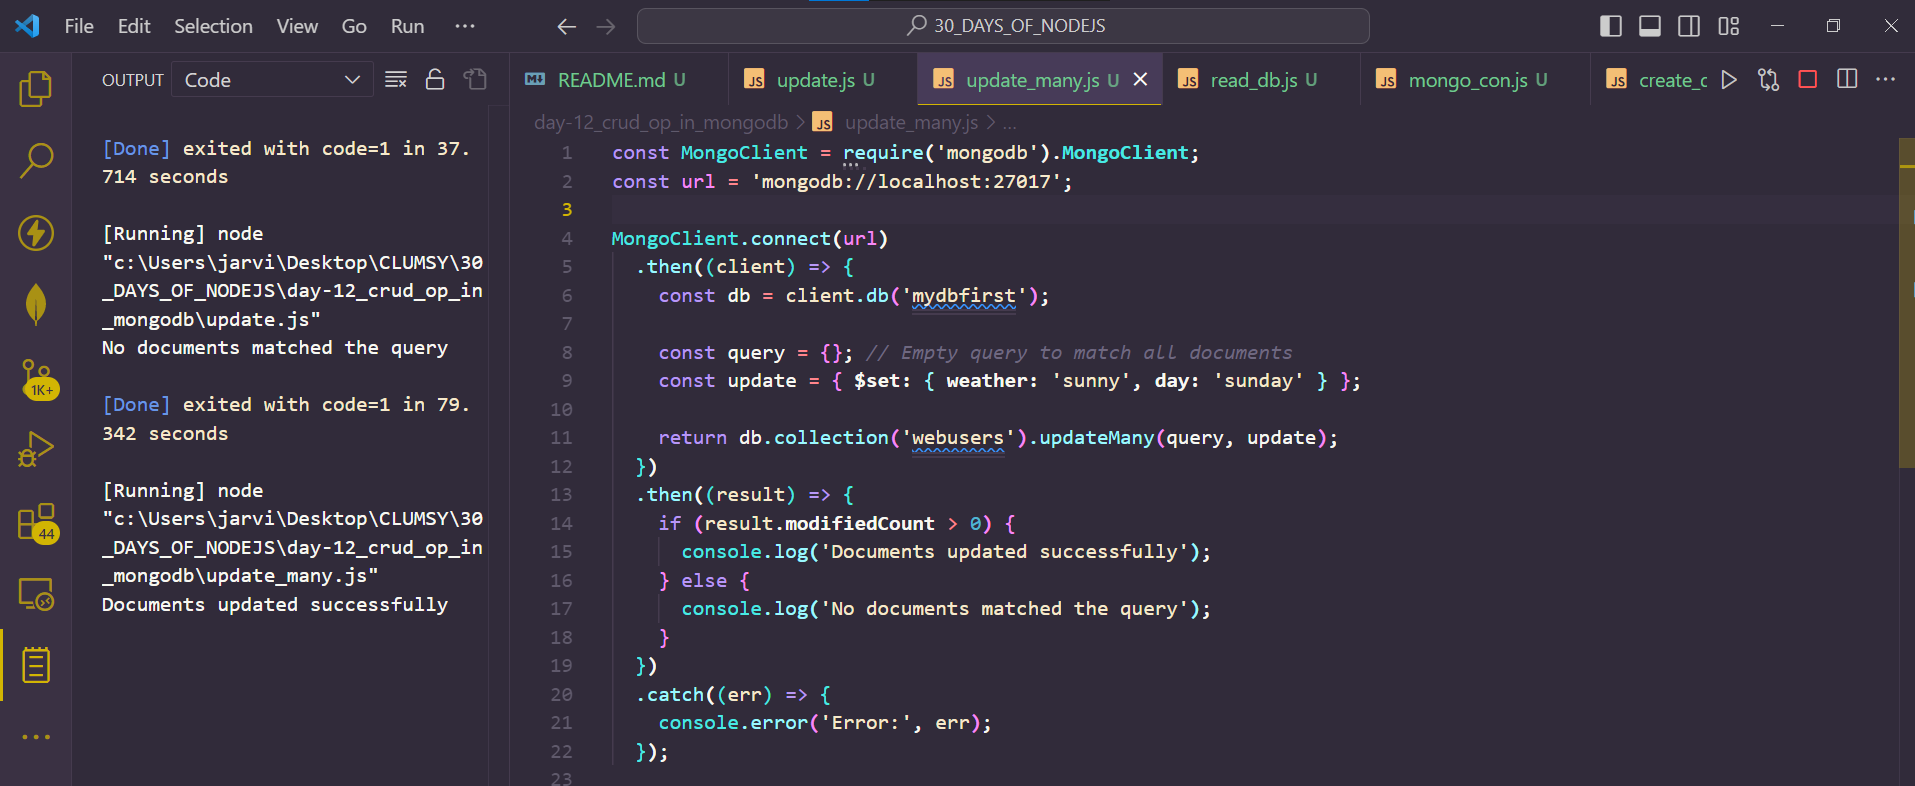 File Edit Selection View Go Run ···
30_DAYS_OF_NODEJS
OUTPUT Code
README.md U
update.js U
update_many.js U
read_db.js U
mongo_con.js U
create_c
day-12_crud_op_in_mongodb > JS update_many.js > ...
[Done] exited with code=1 in 37.
714 seconds
[Running] node
"c:\Users\jarvi\Desktop\CLUMSY\30
_DAYS_OF_NODEJS\day-12_crud_op_in
_mongodb\update.js"
No documents matched the query
[Done] exited with code=1 in 79.
342 seconds
[Running] node
"c:\Users\jarvi\Desktop\CLUMSY\30
_DAYS_OF_NODEJS\day-12_crud_op_in
_mongodb\update_many.js"
Documents updated successfully
1K+
44
1 const MongoClient = require('mongodb').MongoClient;
2 const url = 'mongodb://localhost:27017';
3
4 MongoClient.connect(url)
5 .then((client) => {
6 const db = client.db('mydbfirst');
7
8 const query = {}; // Empty query to match all documents
9 const update = { $set: { weather: 'sunny', day: 'sunday' } };
10
11 return db.collection('webusers').updateMany(query, update);
12 })
13 .then((result) => {
14 if (result.modifiedCount > 0) {
15 console.log('Documents updated successfully');
16 } else {
17 console.log('No documents matched the query');
18 }
19 })
20 .catch((err) => {
21 console.error('Error:', err);
22 });
23